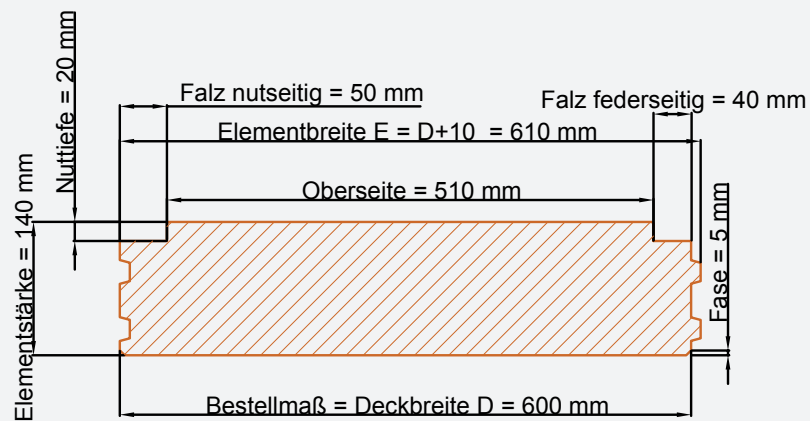 Nuttiefe = 20 mm
Falz nutseitig = 50 mm
Falz federseitig = 40 mm
Elementbreite E = D+10  = 610 mm
Oberseite = 510 mm
Elementstärke = 140 mm
Fase = 5 mm
Bestellmaß = Deckbreite D = 600 mm